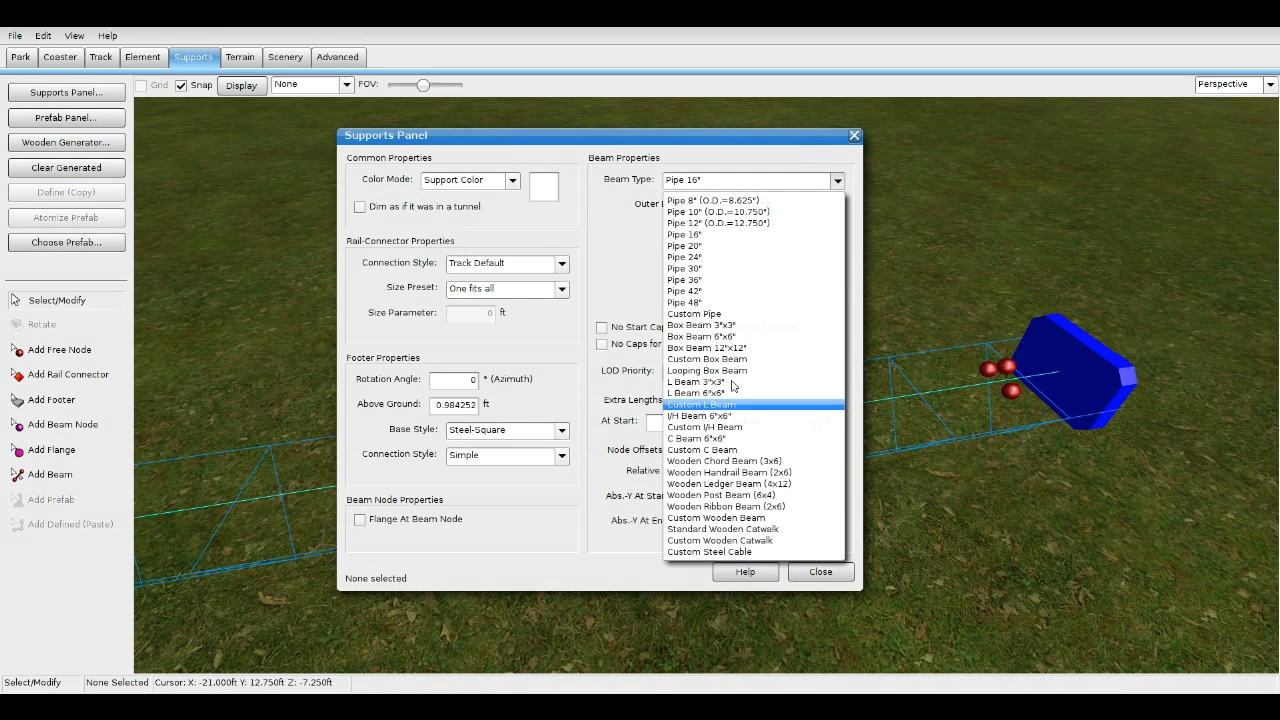 File Edit View Help
Park Coaster Track Element Supports Terrain Scenery Advanced
Supports Panel... Grid Snap Display None FOV: Perspective
Prefab Panel...
Wooden Generator...
Clear Generated
Define (Copy)
Atomize Prefab
Choose Prefab...
Select/Modify
Rotate
Add Free Node
Add Rail Connector
Add Footer
Add Beam Node
Add Flange
Add Beam
Add Prefab
Add Defined (Paste)
Supports Panel
Common Properties
Color Mode: Support Color
Dim as if it was in a tunnel
Rail-Connector Properties
Connection Style: Track Default
Size Preset: One fits all
Size Parameter: 0 ft
Footer Properties
Rotation Angle: 0 ° (Azimuth)
Above Ground: 0.984252 ft
Base Style: Steel-Square
Connection Style: Simple
Beam Node Properties
Flange At Beam Node
None selected
Beam Properties
Beam Type: Pipe 16"
Outer
No Start Cap
No Caps for
LOD Priority:
Extra Lengths
At Start:
Node Offsets
Relative
Abs.-Y At Star
Abs.-Y At En
Pipe 8" (O.D.=8.625")
Pipe 10" (O.D.=10.750")
Pipe 12" (O.D.=12.750")
Pipe 16"
Pipe 20"
Pipe 24"
Pipe 30"
Pipe 36"
Pipe 42"
Pipe 48"
Custom Pipe
Box Beam 3"x3"
Box Beam 6"x6"
Box Beam 12"x12"
Custom Box Beam
Looping Box Beam
L Beam 3"x3"
L Beam 6"x6"
Custom L Beam
I/H Beam 6"x6"
Custom I/H Beam
C Beam 6"x6"
Custom C Beam
Wooden Chord Beam (3x6)
Wooden Handrail Beam (2x6)
Wooden Ledger Beam (4x12)
Wooden Post Beam (6x4)
Wooden Ribbon Beam (2x6)
Custom Wooden Beam
Standard Wooden Catwalk
Custom Wooden Catwalk
Custom Steel Cable
Help Close
Select/Modify None Selected Cursor: X: -21.000ft Y: 12.750ft Z: -7.250ft